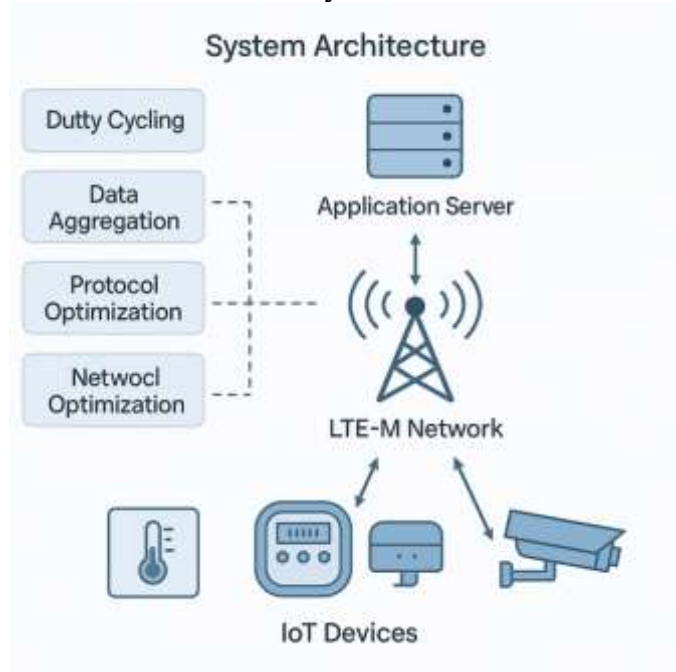 System Architecture
Dutty Cycling
Data
Aggregation
Protocol
Optimization
Netwocl
Optimization
Application Server
LTE-M Network
IoT Devices